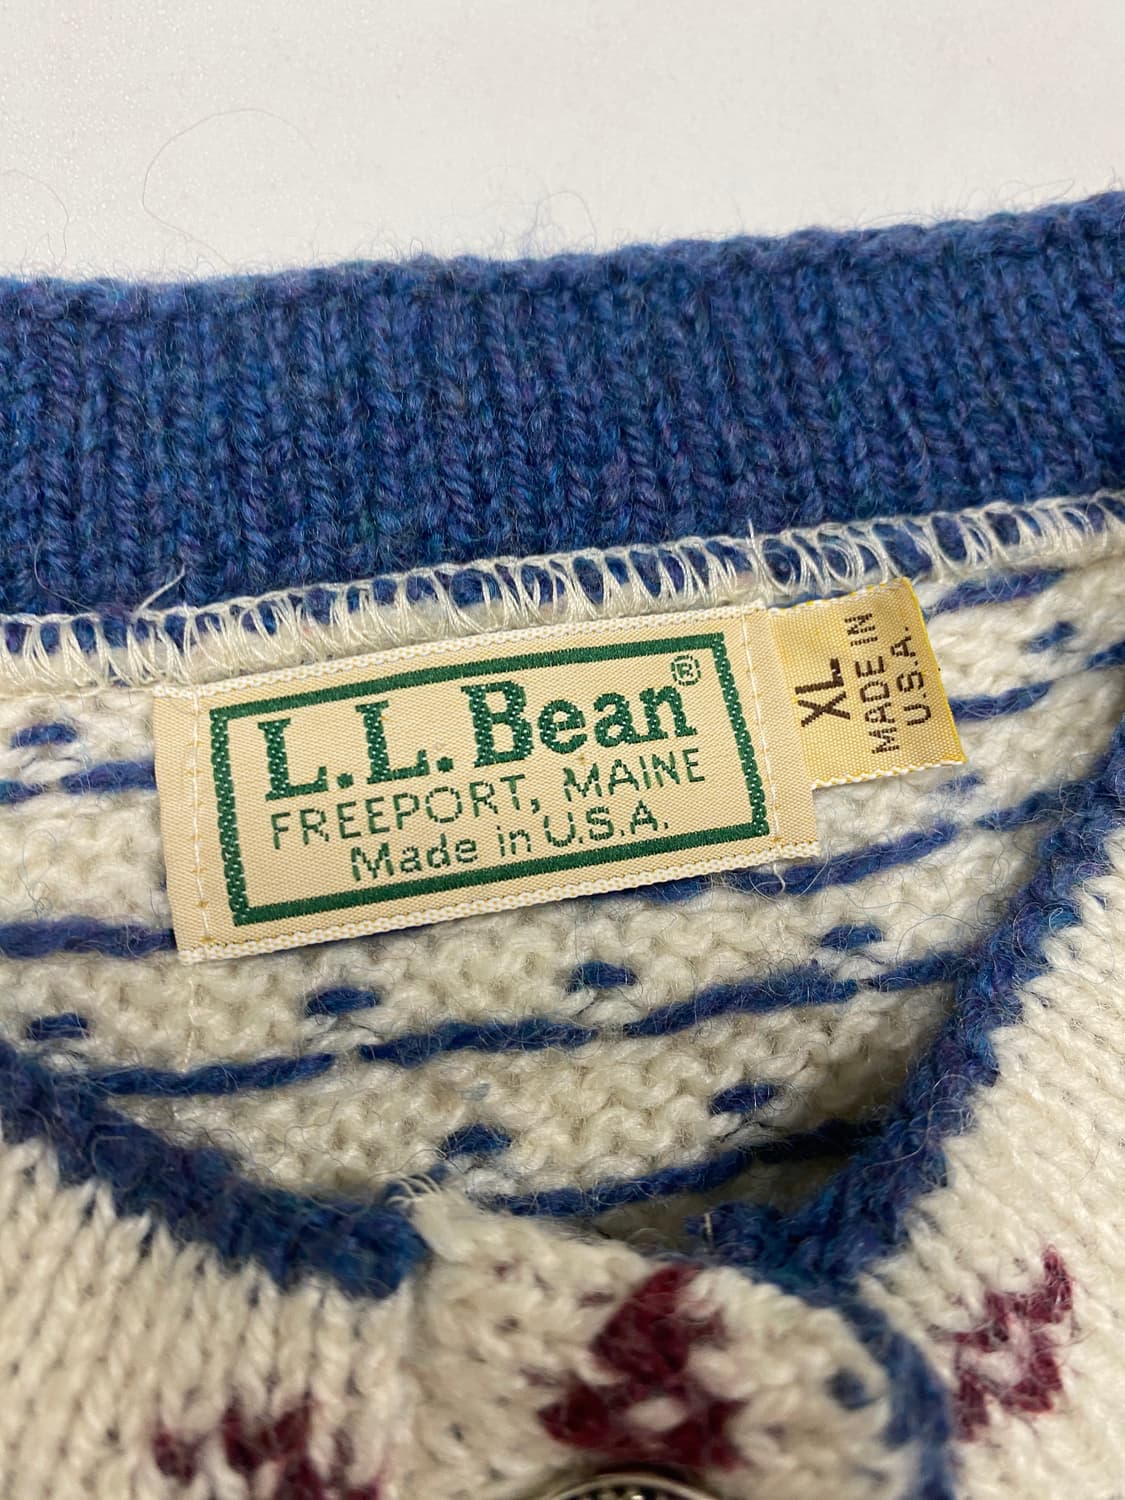 L.L.Bean®
FREEPORT, MAINE
Made in U.S.A.
XL
MADE IN
U.S.A.